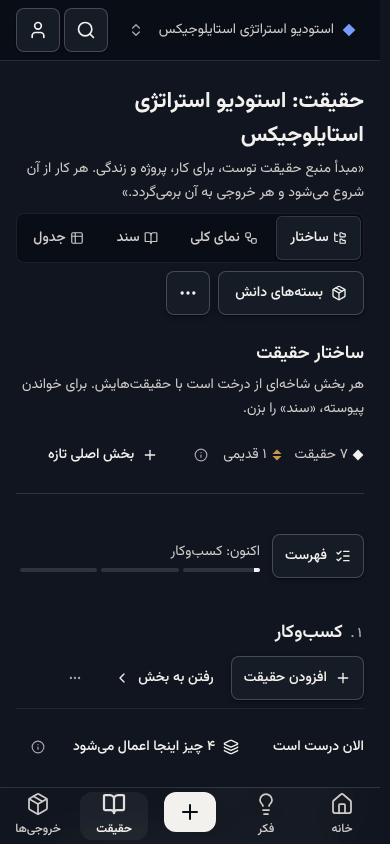 استودیو استراتژی استایلوجیکس
حقیقت: استودیو استراتژی
استایلوجیکس
«مبدأ منبع حقیقت توست، برای کار، پروژه و زندگی. هر کار از آن
شروع می‌شود و هر خروجی به آن برمی‌گردد.»
ساختار نمای کلی سند جدول
بسته‌های دانش
ساختار حقیقت
هر بخش شاخه‌ای از درخت است با حقیقت‌هایش. برای خواندن
پیوسته، «سند» را بزن.
۷ حقیقت ۱ قدیمی بخش اصلی تازه
فهرست اکنون: کسب‌وکار
۱. کسب‌وکار
افزودن حقیقت رفتن به بخش
الان درست است ۴ چیز اینجا اعمال می‌شود
خانه فکر حقیقت خروجی‌ها